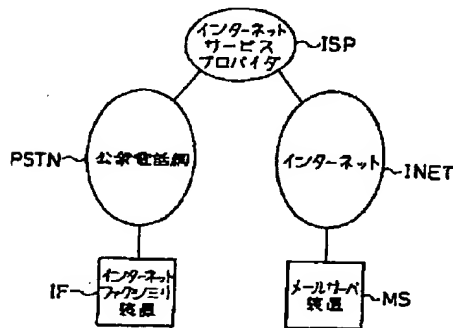 インターネット
サービス
プロバイダ
ISP
PSTN
公衆電話網
インターネット
INET
IF
インターネット
ファクシミリ
装置
メールサーバ
装置
MS